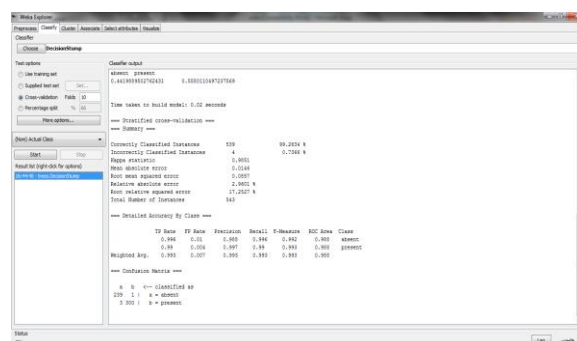 Weka Explorer
Preprocess Classify Cluster Associate Select attributes Visualize
Classifier
Choose DecisionStump
Test options
Use training set
Supplied test set Set...
Cross-validation Folds 10
Percentage split % 66
More options...
(Nom) Actual Class
Start Stop
Result list (right-click for options)
Classifier output
absent present
Time taken to build model: 0.02 seconds
=== Stratified cross-validation ===
=== Summary ===
Correctly Classified Instances 539 99.2634 %
Incorrectly Classified Instances 4 0.7366 %
Kappa statistic 0.9851
Mean absolute error 0.0146
Root mean squared error 0.0857
Relative absolute error 2.9601 %
Root relative squared error 17.2527 %
Total Number of Instances 543
=== Detailed Accuracy By Class ===
TP Rate FP Rate Precision Recall F-Measure ROC Area Class
0.996 0.01 0.988 0.996 0.992 0.988 absent
0.99 0.004 0.997 0.99 0.993 0.988 present
Weighted Avg. 0.993 0.007 0.993 0.993 0.993 0.988
=== Confusion Matrix ===
a b <-- classified as
239 1 | a = absent
3 300 | b = present
Status
Log